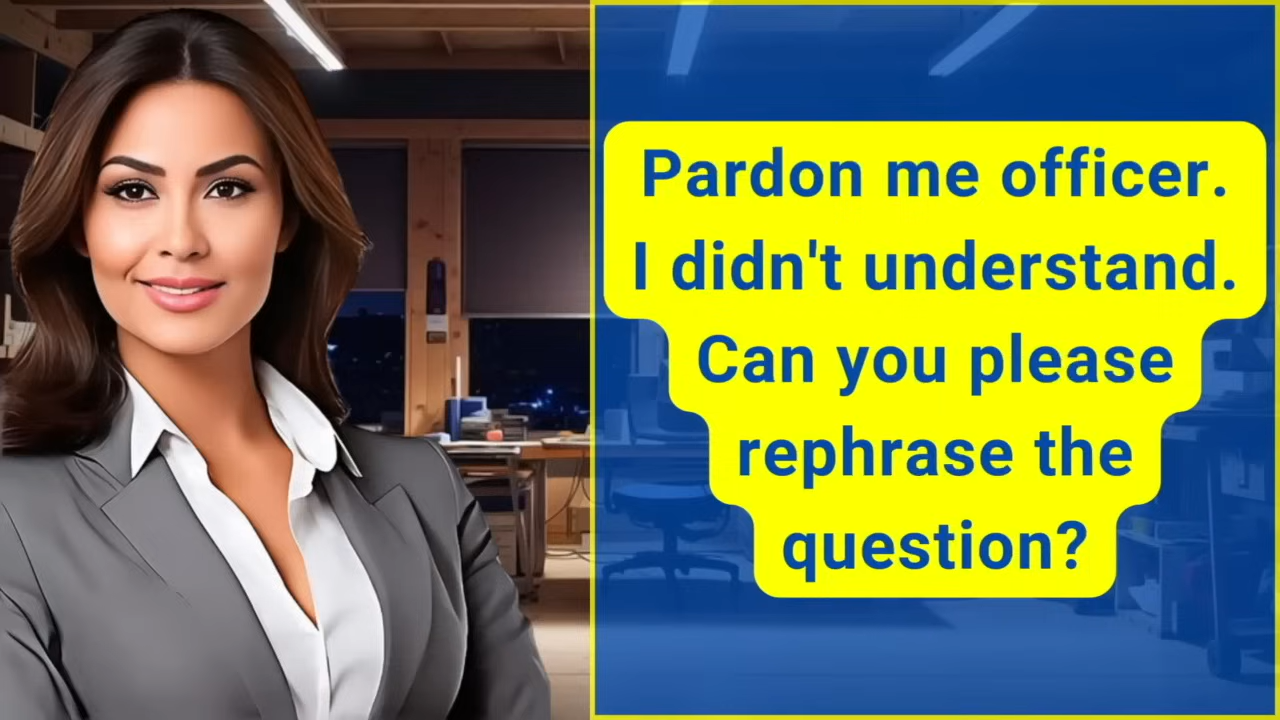 Pardon me officer.
I didn't understand.
Can you please
rephrase the
question?